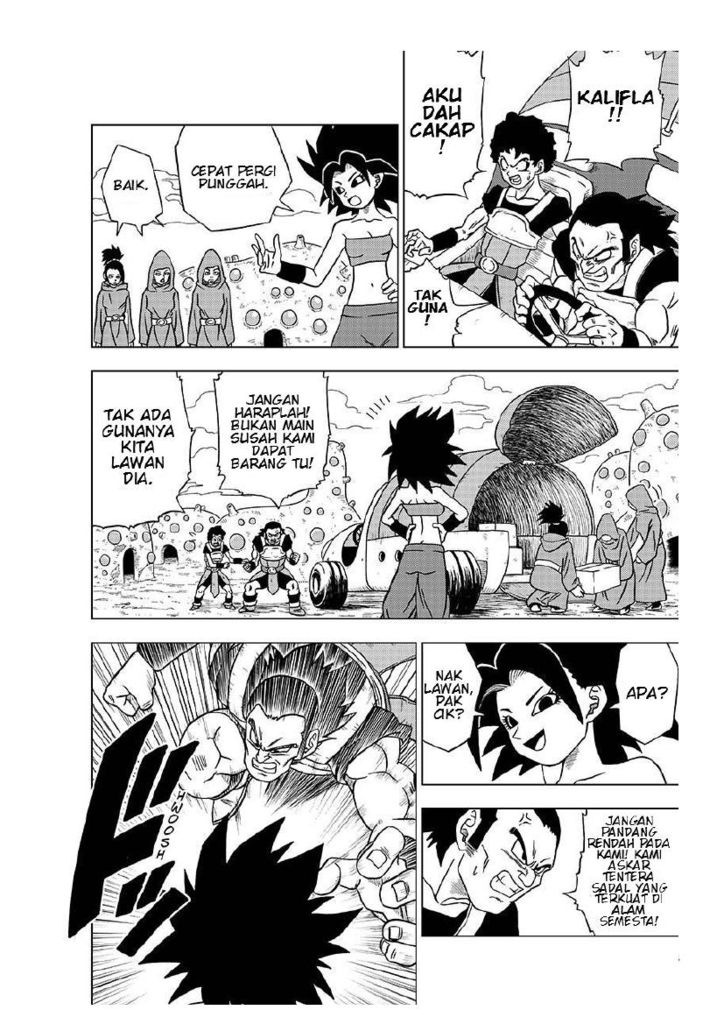 KALIFLA
!!
AKU
DAH
CAKAP
!
TAK
GUNA
!
CEPAT PERGI
PUNGGAH.
BAIK.
JANGAN
HARAPLAH!
BUKAN MAIN
SUSAH KAMI
DAPAT
BARANG TU!
TAK ADA
GUNANYA
KITA
LAWAN
DIA.
APA?
NAK
LAWAN,
PAK
CIK?
JANGAN
PANDANG
RENDAH PADA
KAMI! KAMI
ASKAR
TENTERA
SADAL YANG
TERKUAT DI
ALAM
SEMESTA!
HWOOSH